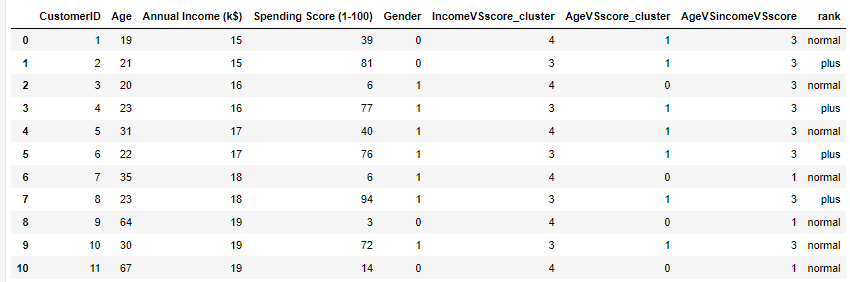 CustomerID Age Annual Income (k$) Spending Score (1-100) Gender IncomeVSscore_cluster AgeVSscore_cluster AgeVSincomeVSscore rank
0 1 19 15 39 0 4 1 3 normal
1 2 21 15 81 0 3 1 3 plus
2 3 20 16 6 1 4 0 3 normal
3 4 23 16 77 1 3 1 3 plus
4 5 31 17 40 1 4 1 3 normal
5 6 22 17 76 1 3 1 3 plus
6 7 35 18 6 1 4 0 1 normal
7 8 23 18 94 1 3 1 3 plus
8 9 64 19 3 0 4 0 1 normal
9 10 30 19 72 1 3 1 3 normal
10 11 67 19 14 0 4 0 1 normal